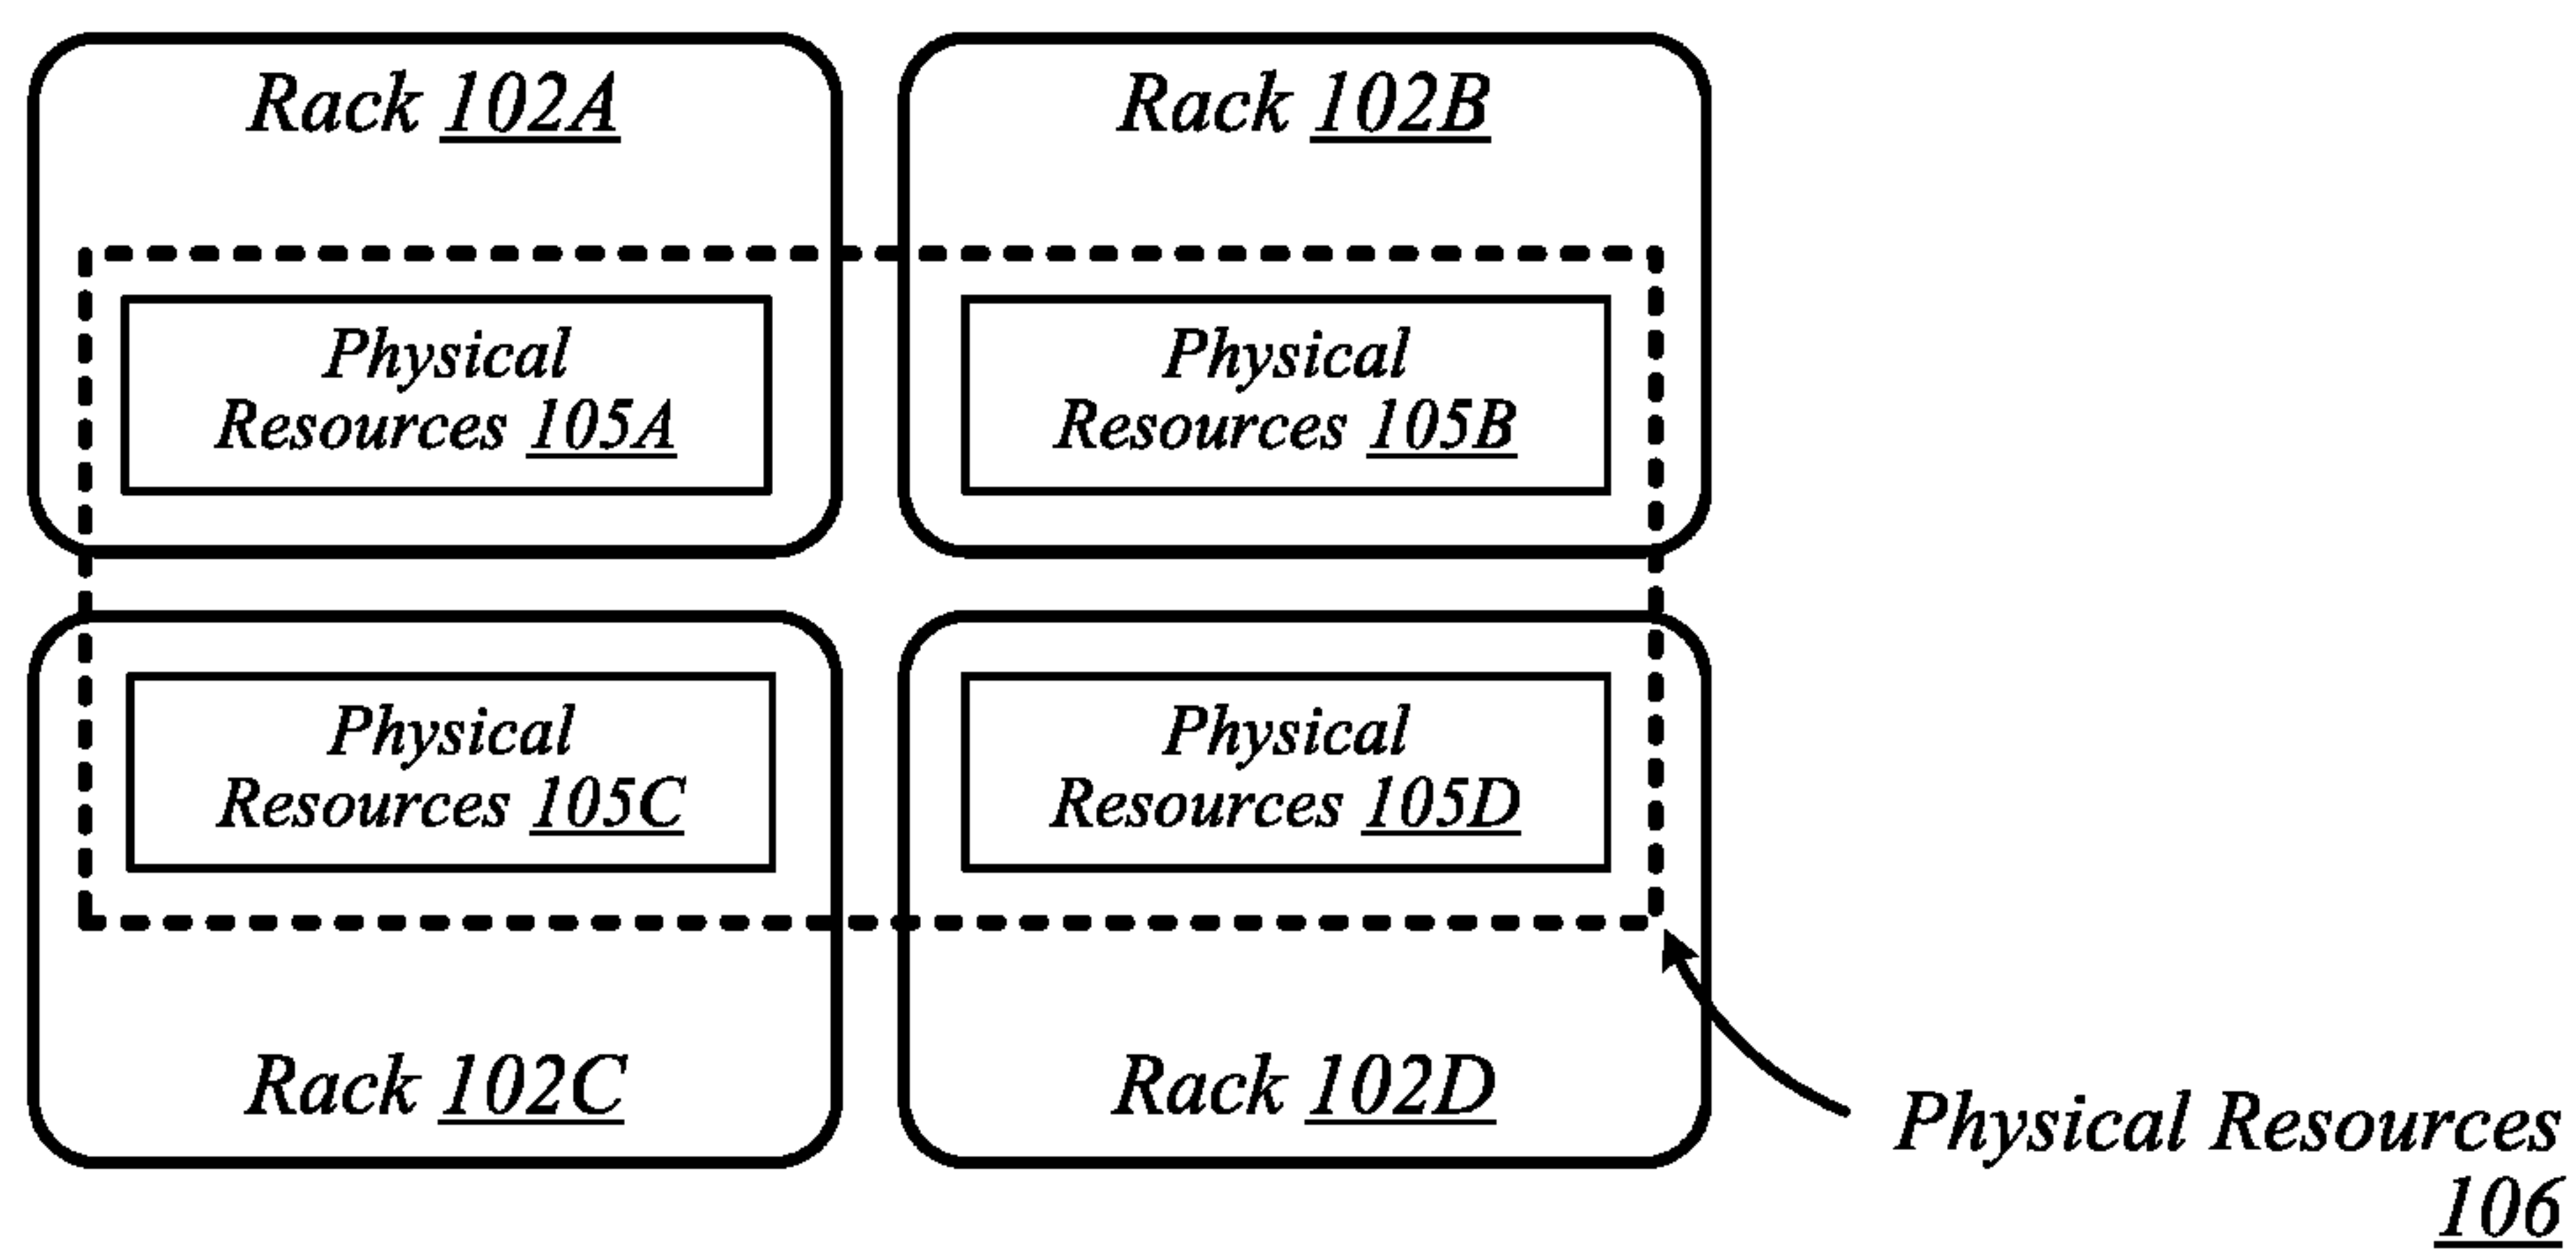 Rack 102A
Rack 102B
Physical
Resources 105A
Physical
Resources 105B
Physical
Resources 105C
Physical
Resources 105D
Rack 102C
Rack 102D
Physical Resources
106